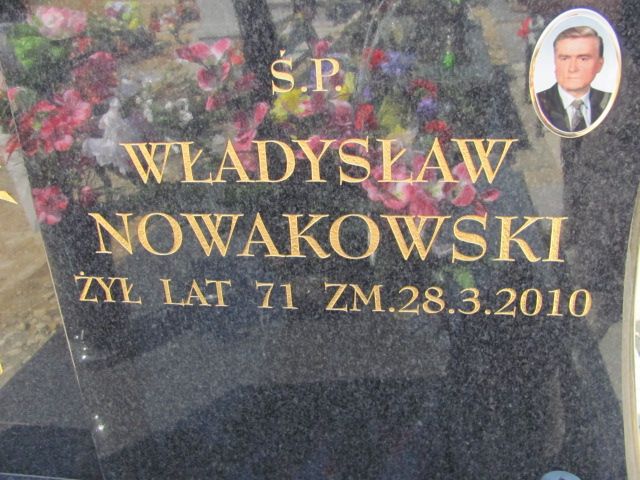 Ś.P.
WŁADYSŁAW
NOWAKOWSKI
ŻYŁ LAT 71 ZM.28.3.2010